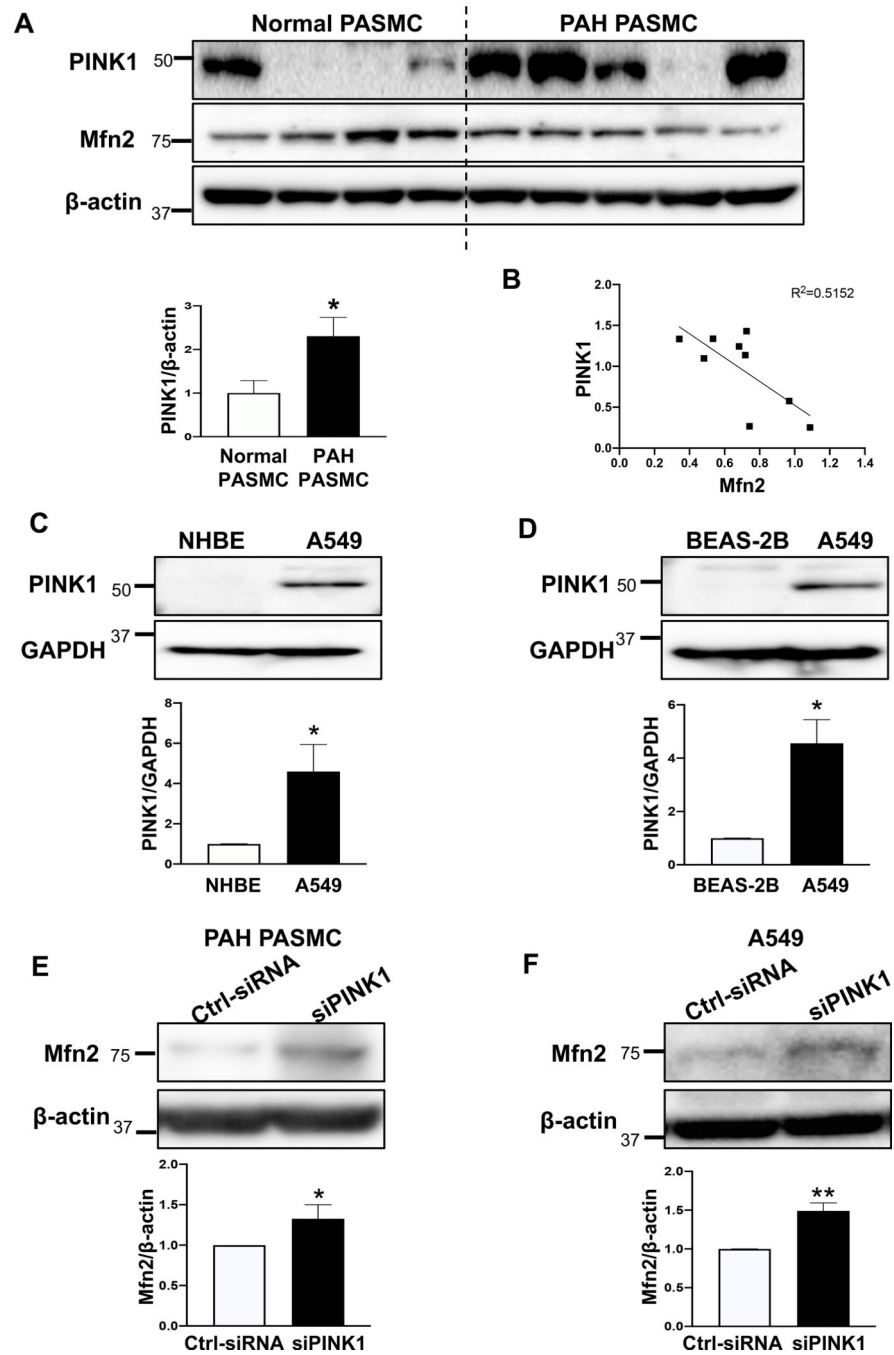 A
Normal PASMC
PAH PASMC
PINK1
50
Mfn2
75
β-actin
37
PINK1/β-actin
3
2
1
0
*
Normal
PASMC
PAH
PASMC
B
R²=0.5152
PINK1
2.0
1.5
1.0
0.5
0.0
0.0 0.2 0.4 0.6 0.8 1.0 1.2 1.4
Mfn2
C
NHBE A549
PINK1
50
GAPDH
37
PINK1/GAPDH
8
6
4
2
0
*
NHBE A549
D
BEAS-2B A549
PINK1
50
GAPDH
37
PINK1/GAPDH
6
4
2
0
*
BEAS-2B A549
E
PAH PASMC
Ctrl-siRNA
siPINK1
Mfn2
75
β-actin
37
Mfn2/β-actin
2.0
1.5
1.0
0.5
0.0
*
Ctrl-siRNA siPINK1
F
A549
Ctrl-siRNA
siPINK1
Mfn2
75
β-actin
37
Mfn2/β-actin
2.0
1.5
1.0
0.5
0.0
**
Ctrl-siRNA siPINK1